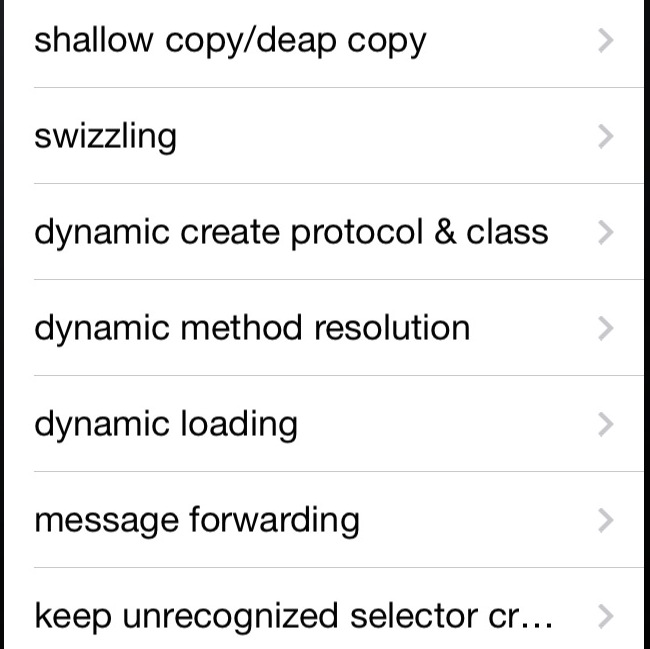 shallow copy/deap copy
swizzling
dynamic create protocol & class
dynamic method resolution
dynamic loading
message forwarding
keep unrecognized selector cr...